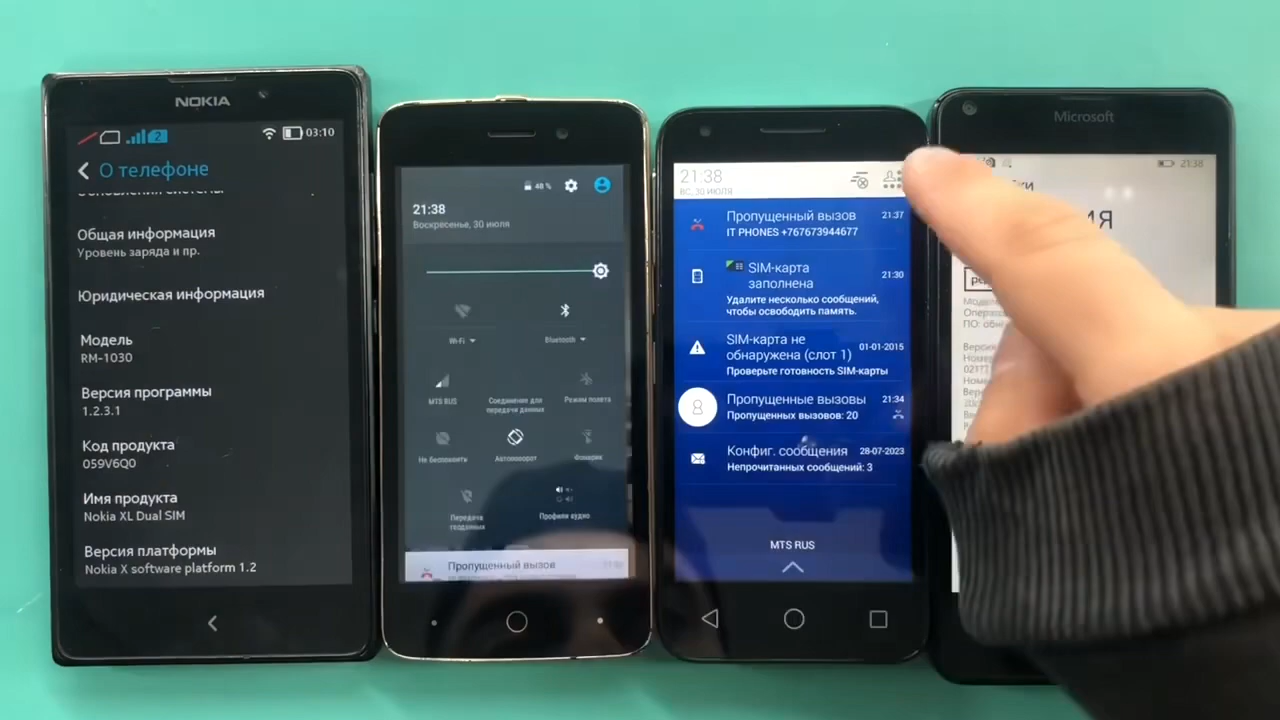 NOKIA
2
03:10
О телефоне
Общая информация
Уровень заряда и пр.
Юридическая информация
Модель
RM-1030
Версия программы
1.2.3.1
Код продукта
059V6Q0
Имя продукта
Nokia XL Dual SIM
Версия платформы
Nokia X software platform 1.2
48 %
21:38
Воскресенье, 30 июля
Wi-Fi
Bluetooth
MTS RUS
Соединение для
передачи данных
Режим полета
Не беспокоить
Автоповорот
Фонарик
Передача
геоданных
Профили аудио
Пропущенный вызов
21:38
ВС, 30 ИЮЛЯ
Пропущенный вызов
21:37
IT PHONES +767673944677
SIM-карта
заполнена
21:30
Удалите несколько сообщений,
чтобы освободить память.
SIM-карта не
обнаружена (слот 1)
01-01-2015
Проверьте готовность SIM-карты
Пропущенные вызовы
21:34
Пропущенных вызовов: 20
Конфиг. сообщения
28-07-2023
Непрочитанных сообщений: 3
MTS RUS
Microsoft
21:38